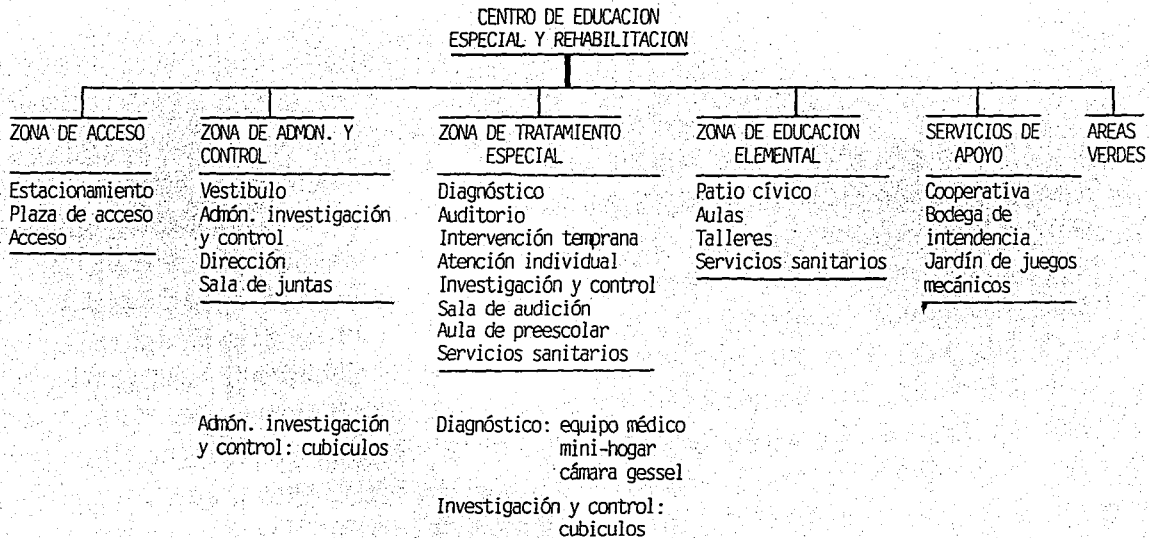 CENTRO DE EDUCACION
ESPECIAL Y REHABILITACION
ZONA DE ACCESO
Estacionamiento
Plaza de acceso
Acceso
ZONA DE ADMON. Y
CONTROL
Vestibulo
Admón. investigación
y control
Dirección
Sala de juntas
Admón. investigación
y control: cubiculos
ZONA DE TRATAMIENTO
ESPECIAL
Diagnóstico
Auditorio
Intervención temprana
Atención individual
Investigación y control
Sala de audición
Aula de preescolar
Servicios sanitarios
Diagnóstico: equipo médico
mini-hogar
cámara gessel
Investigación y control:
cubiculos
ZONA DE EDUCACION
ELEMENTAL
Patio cívico
Aulas
Talleres
Servicios sanitarios
SERVICIOS DE
APOYO
Cooperativa
Bodega de
intendencia
Jardín de juegos
mecánicos
AREAS
VERDES